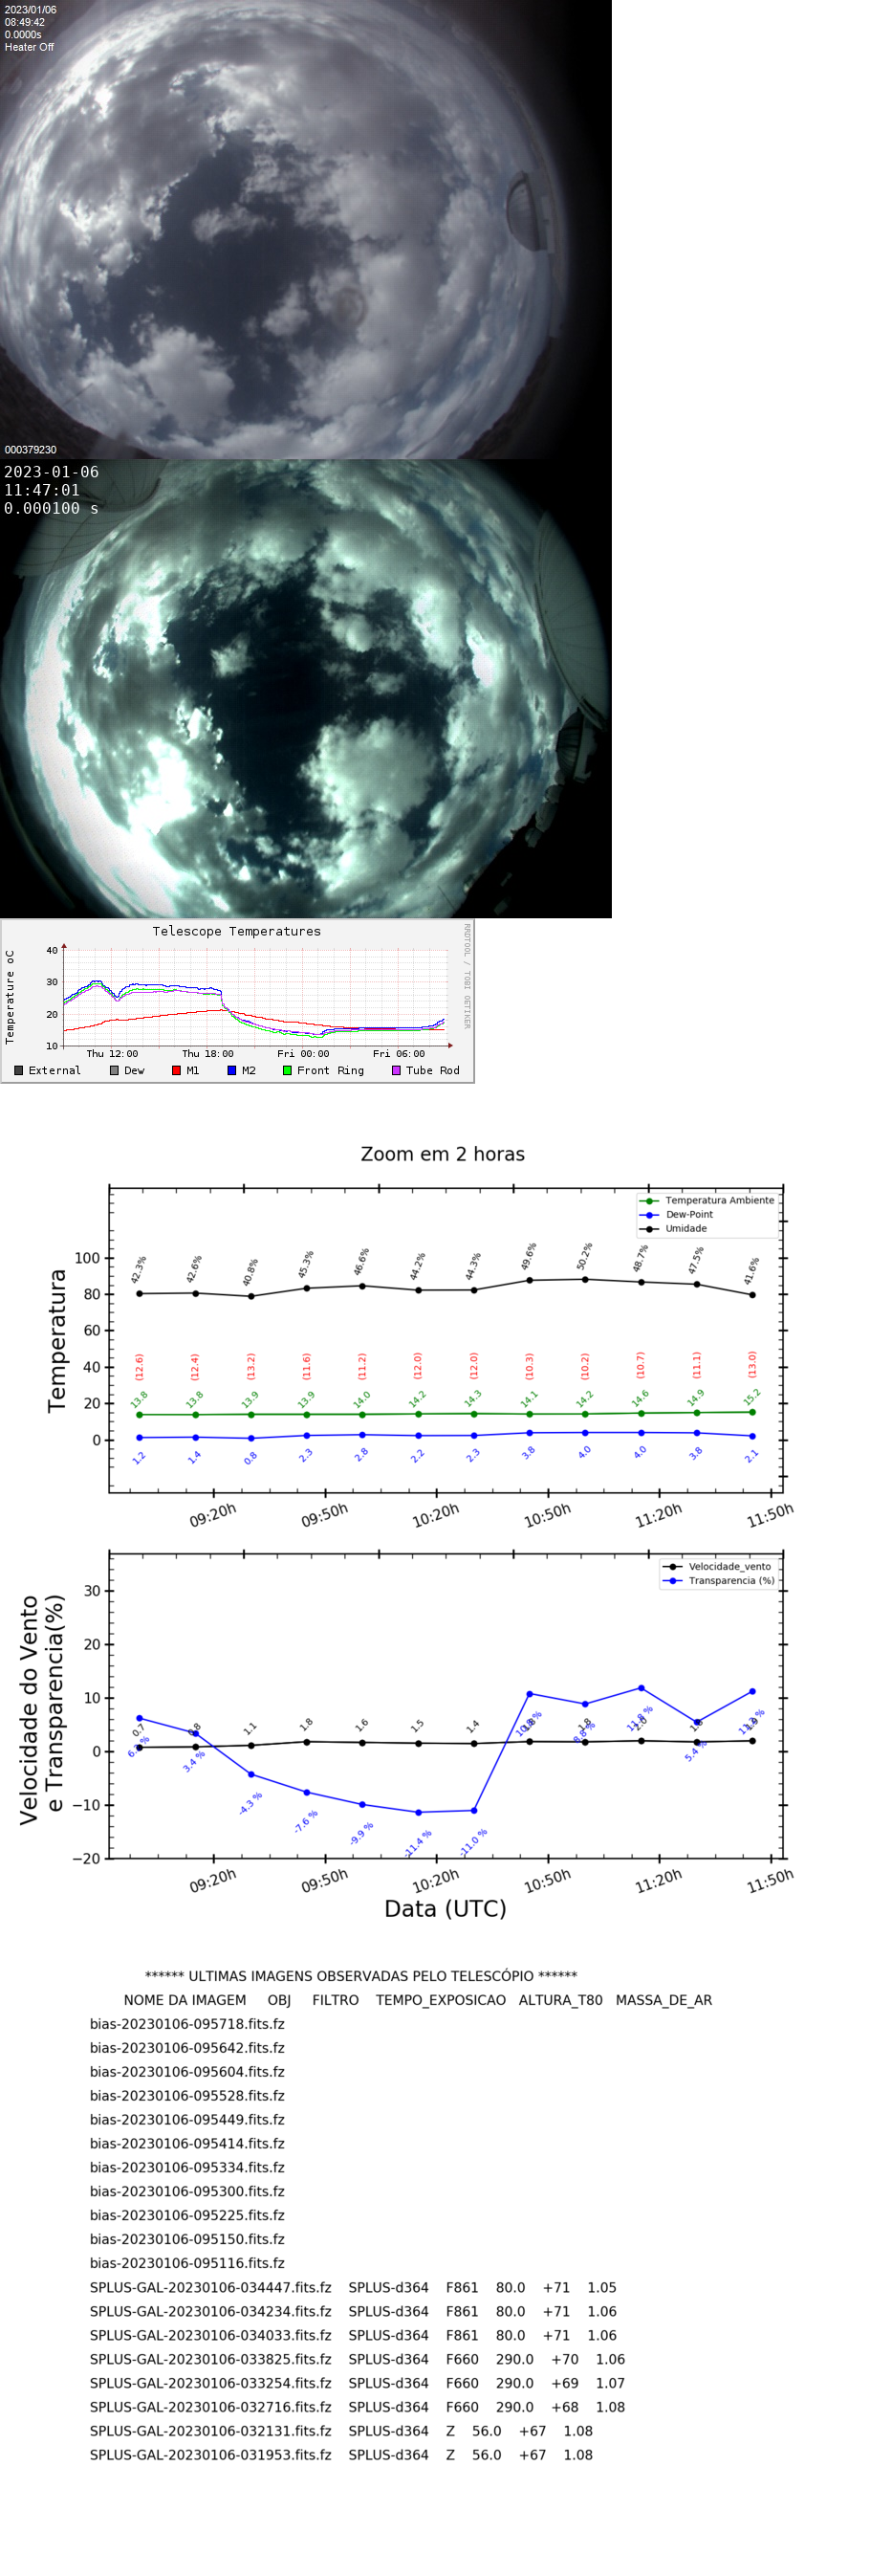 2023/01/06
08:49:42
0.0000s
Heater Off
000379230
2023-01-06
11:47:01
0.000100 s
Telescope Temperatures
RRDTOOL / TOBI OETIKER
Temperature oC
40
30
20
10
Thu 12:00 Thu 18:00 Fri 00:00 Fri 06:00
External Dew M1 M2 Front Ring Tube Rod
Zoom em 2 horas
Temperatura Ambiente
Dew-Point
Umidade
Temperatura
100
80
60
40
20
0
42.3% 42.6% 40.8% 45.3% 46.6% 44.2% 44.3% 49.6% 50.2% 48.7% 47.5% 41.6%
(12.6) (12.4) (13.2) (11.6) (11.2) (12.0) (12.0) (10.3) (10.2) (10.7) (11.1) (13.0)
13.8 13.8 13.9 13.9 14.0 14.2 14.3 14.1 14.2 14.6 14.9 15.2
1.2 1.4 0.8 2.3 2.8 2.2 2.3 3.8 4.0 4.0 3.8 2.1
09:20h 09:50h 10:20h 10:50h 11:20h 11:50h
Velocidade_vento
Transparencia (%)
Velocidade do Vento
e Transparencia(%)
30
20
10
0
−10
−20
0.7 0.8 1.1 1.8 1.6 1.5 1.4 1.8
3.4 % -4.3 % -7.6 % -9.9 % -11.4 % -11.0 % 11.8 % 5.4 %
09:20h 09:50h 10:20h 10:50h 11:20h 11:50h
Data (UTC)
****** ULTIMAS IMAGENS OBSERVADAS PELO TELESCÓPIO ******
NOME DA IMAGEM OBJ FILTRO TEMPO_EXPOSICAO ALTURA_T80 MASSA_DE_AR
bias-20230106-095718.fits.fz
bias-20230106-095642.fits.fz
bias-20230106-095604.fits.fz
bias-20230106-095528.fits.fz
bias-20230106-095449.fits.fz
bias-20230106-095414.fits.fz
bias-20230106-095334.fits.fz
bias-20230106-095300.fits.fz
bias-20230106-095225.fits.fz
bias-20230106-095150.fits.fz
bias-20230106-095116.fits.fz
SPLUS-GAL-20230106-034447.fits.fz SPLUS-d364 F861 80.0 +71 1.05
SPLUS-GAL-20230106-034234.fits.fz SPLUS-d364 F861 80.0 +71 1.06
SPLUS-GAL-20230106-034033.fits.fz SPLUS-d364 F861 80.0 +71 1.06
SPLUS-GAL-20230106-033825.fits.fz SPLUS-d364 F660 290.0 +70 1.06
SPLUS-GAL-20230106-033254.fits.fz SPLUS-d364 F660 290.0 +69 1.07
SPLUS-GAL-20230106-032716.fits.fz SPLUS-d364 F660 290.0 +68 1.08
SPLUS-GAL-20230106-032131.fits.fz SPLUS-d364 Z 56.0 +67 1.08
SPLUS-GAL-20230106-031953.fits.fz SPLUS-d364 Z 56.0 +67 1.08